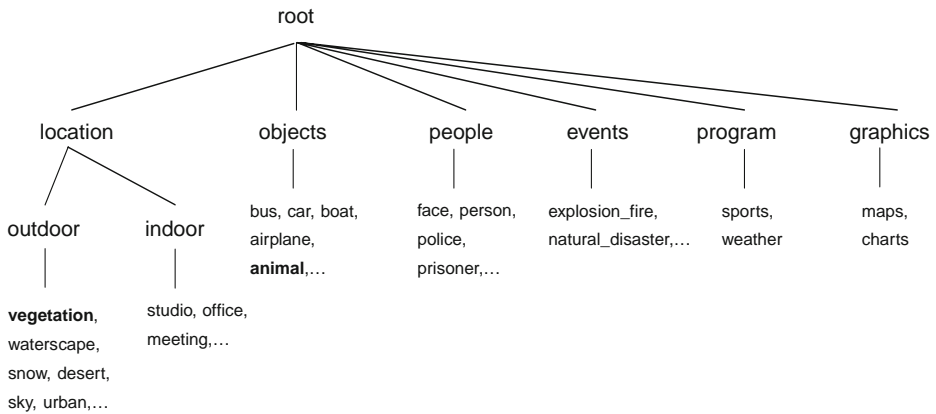 root
location objects people events program graphics
outdoor indoor
bus, car, boat,
airplane,
animal,…
face, person,
police,
prisoner,…
explosion_fire,
natural_disaster,…
sports,
weather
maps,
charts
vegetation,
waterscape,
snow, desert,
sky, urban,…
studio, office,
meeting,…